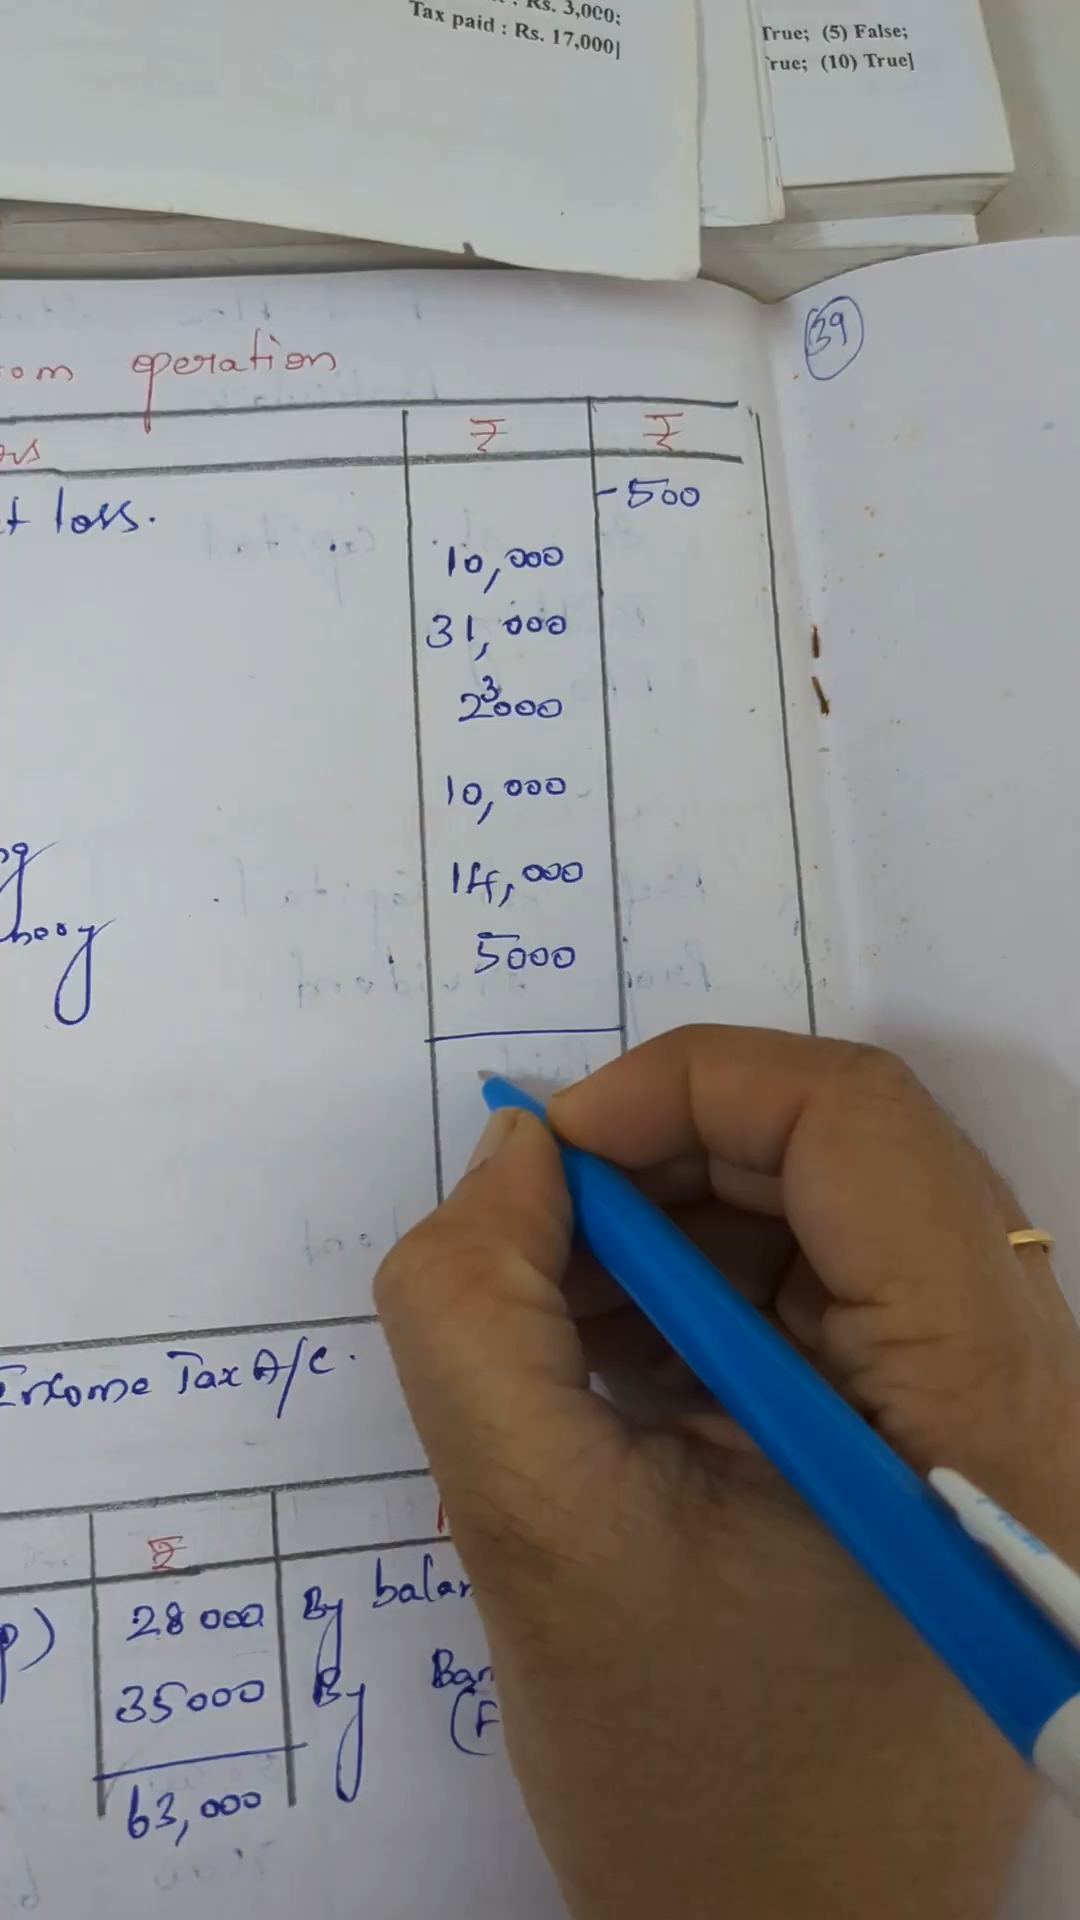 Rs. 3,000;
Tax paid : Rs. 17,000]
True; (5) False;
rue; (10) True]
39
om operation
₹ ₹
t loss. -500
10,000
31,000
23000
10,000
14,000
5000
Income Tax A/c.
₹
28000 By balan
35000 By Ban
63,000